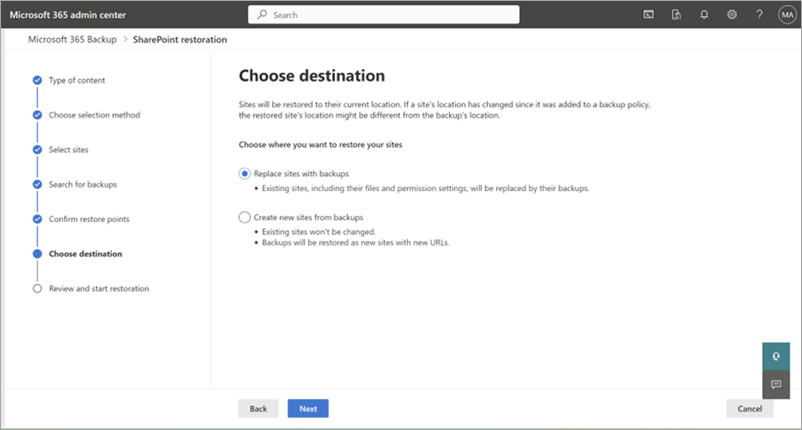 Microsoft 365 admin center
Search
?
MA
Microsoft 365 Backup > SharePoint restoration
Type of content
Choose selection method
Select sites
Search for backups
Confirm restore points
Choose destination
Review and start restoration
Choose destination
Sites will be restored to their current location. If a site's location has changed since it was added to a backup policy,
the restored site's location might be different from the backup's location.
Choose where you want to restore your sites
Replace sites with backups
• Existing sites, including their files and permission settings, will be replaced by their backups.
Create new sites from backups
• Existing sites won't be changed.
• Backups will be restored as new sites with new URLs.
Back
Next
Cancel